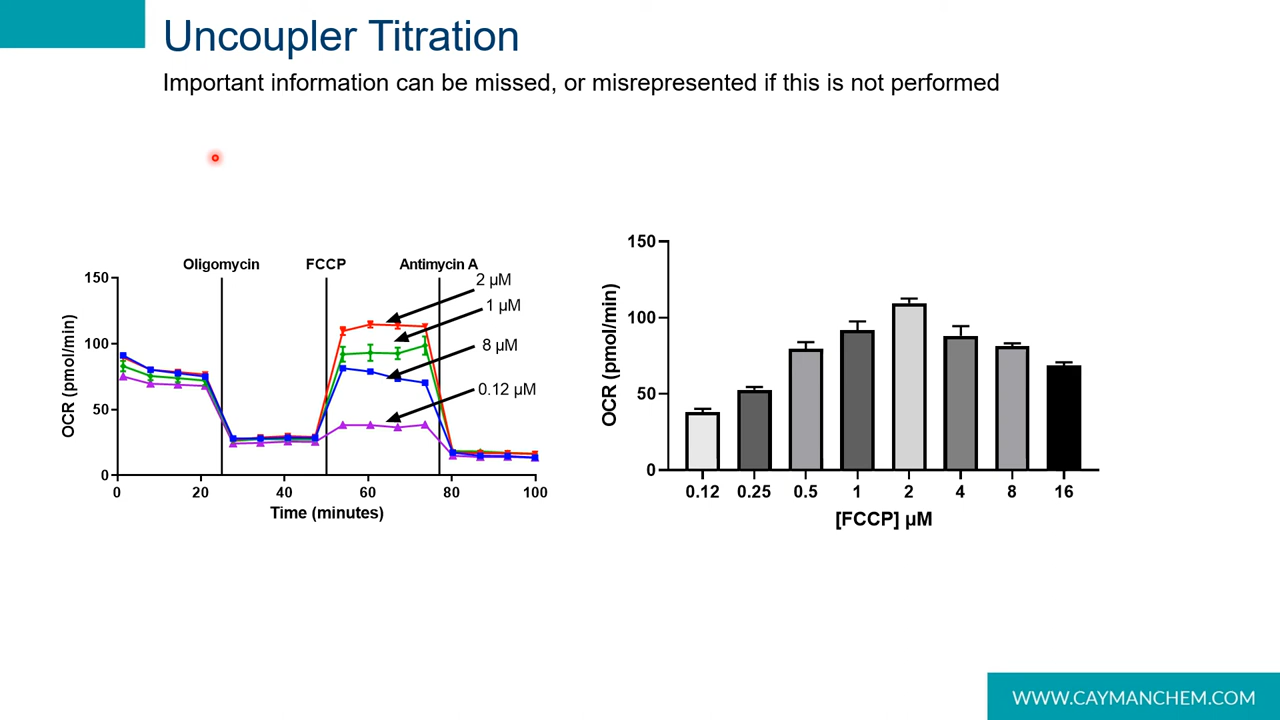 Uncoupler Titration
Important information can be missed, or misrepresented if this is not performed
Oligomycin FCCP Antimycin A
2 µM
1 µM
8 µM
0.12 µM
OCR (pmol/min)
150
100
50
0
0 20 40 60 80 100
Time (minutes)
OCR (pmol/min)
150
100
50
0
0.12 0.25 0.5 1 2 4 8 16
[FCCP] µM
WWW.CAYMANCHEM.COM